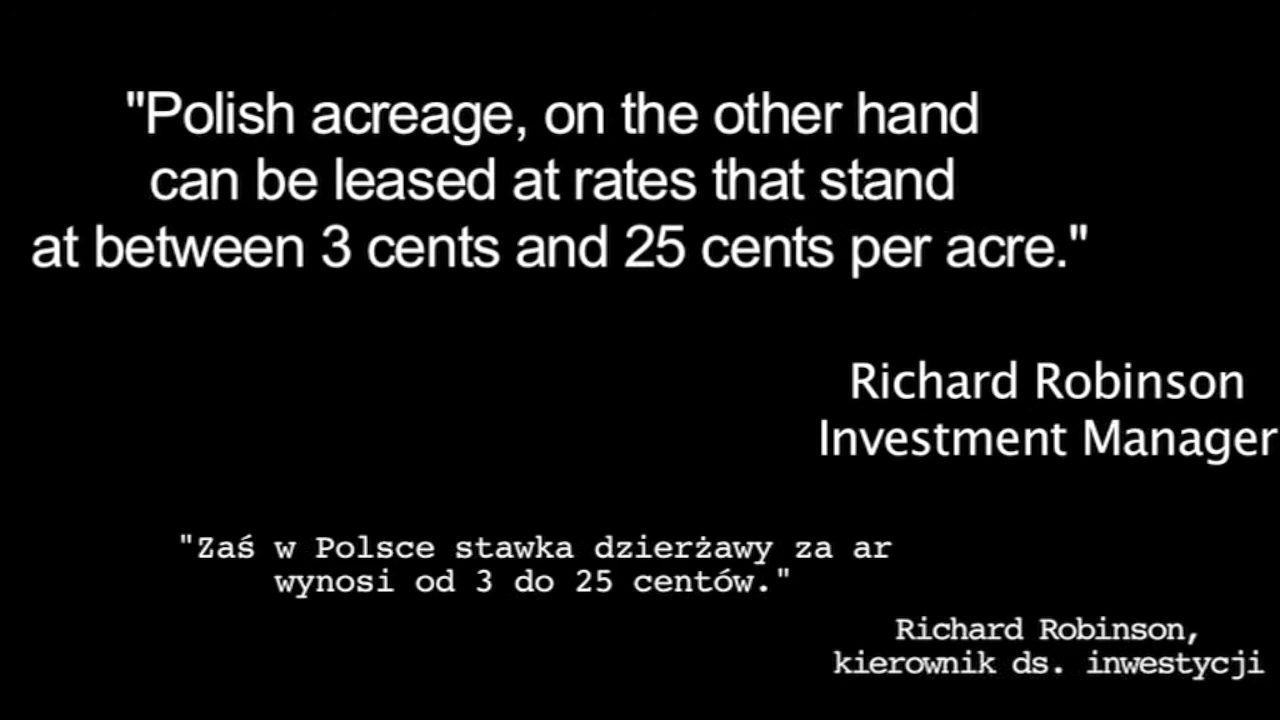 "Polish acreage, on the other hand
can be leased at rates that stand
at between 3 cents and 25 cents per acre."
Richard Robinson
Investment Manager
"Zaś w Polsce stawka dzierżawy za ar
wynosi od 3 do 25 centów."
Richard Robinson,
kierownik ds. inwestycji